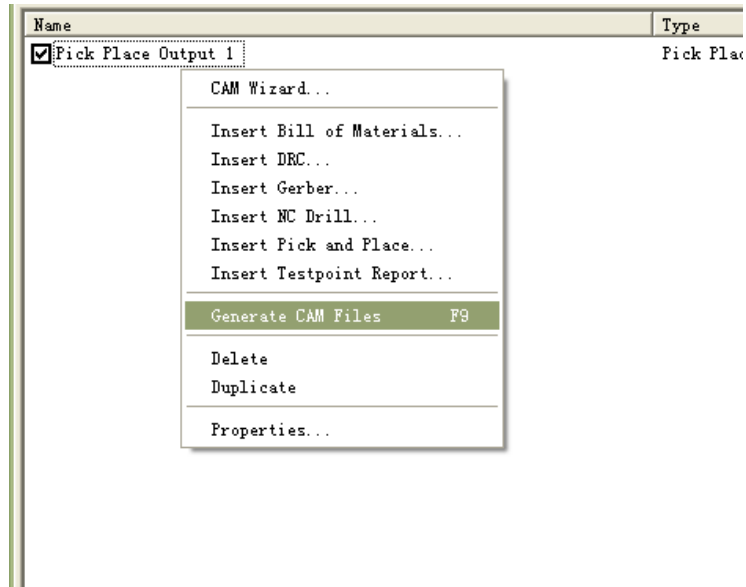 Name Type
Pick Place Output 1 Pick
CAM Wizard...
Insert Bill of Materials...
Insert DRC...
Insert Gerber...
Insert NC Drill...
Insert Pick and Place...
Insert Testpoint Report...
Generate CAM Files F9
Delete
Duplicate
Properties...